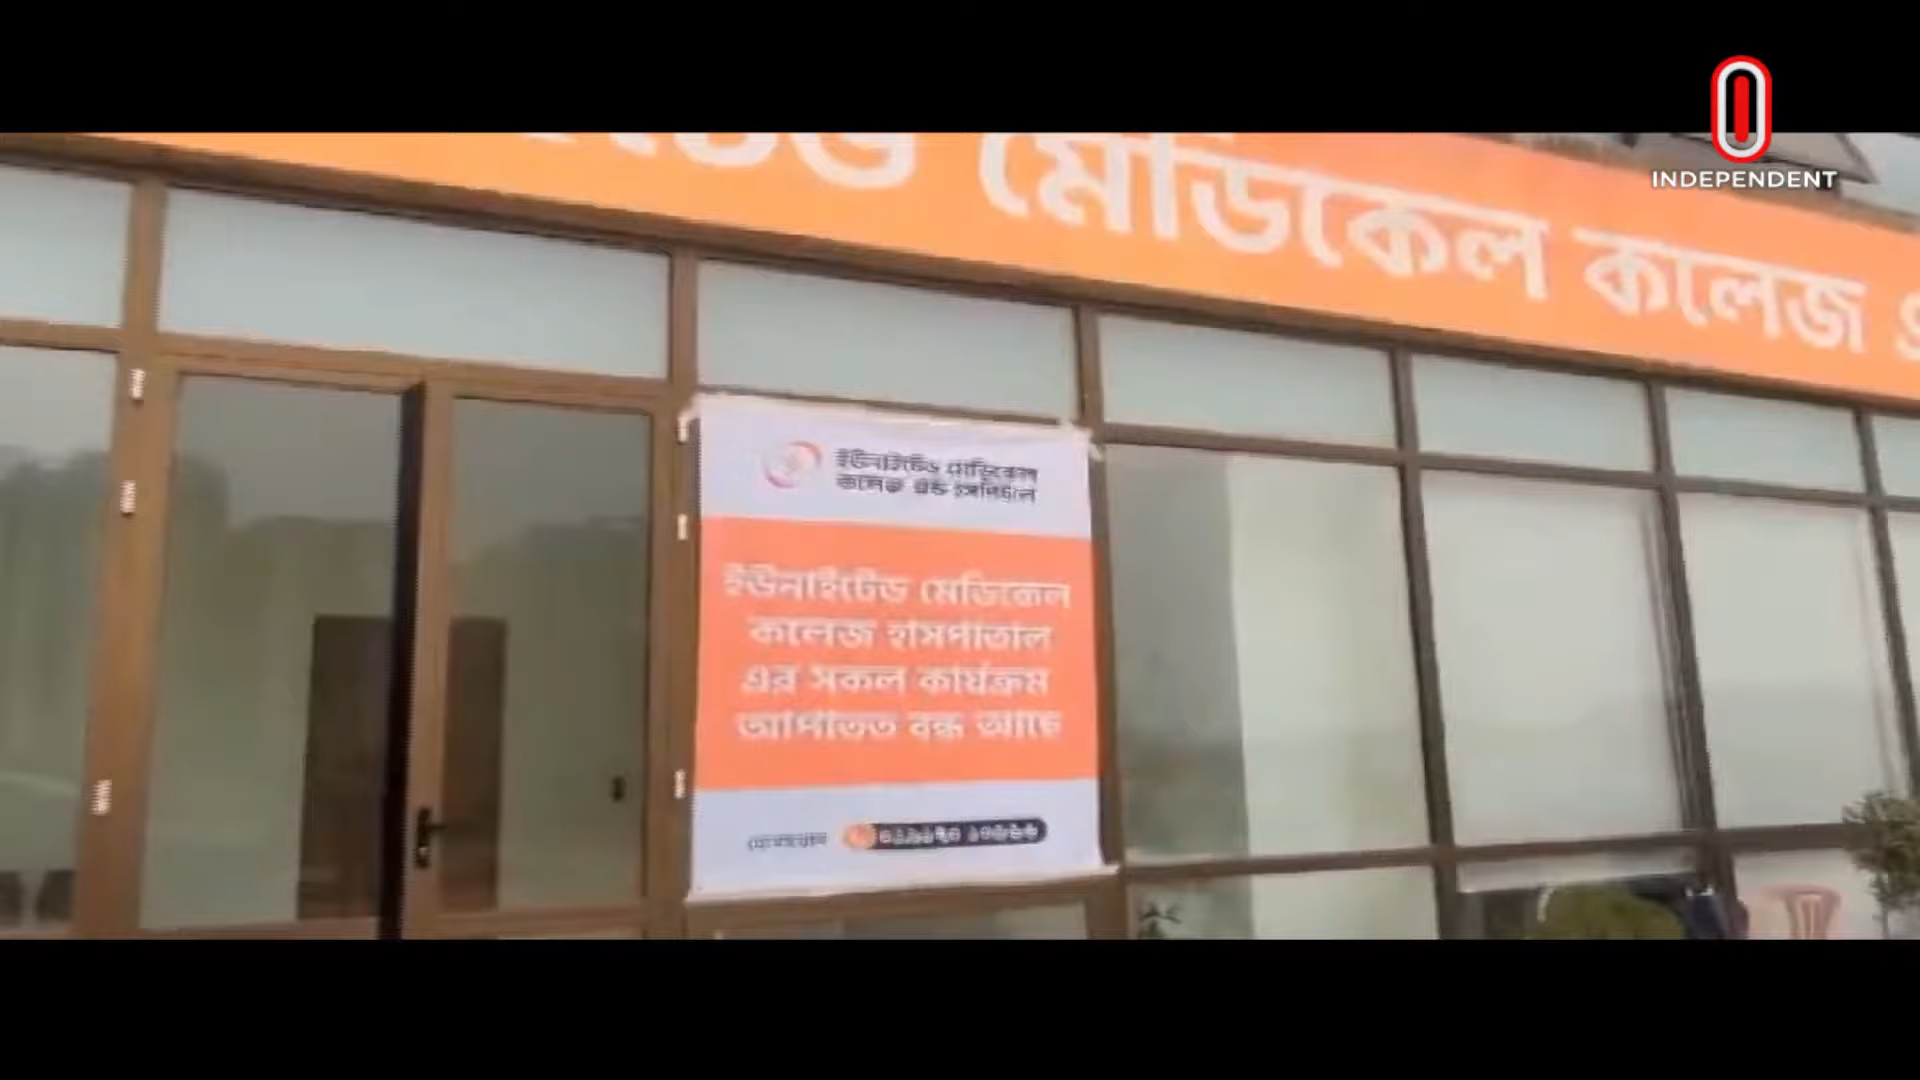 INDEPENDENT
মেডিকেল কলেজ
ইউনাইটেড মেডিকেল
কলেজ এন্ড হসপিটাল
ইউনাইটেড মেডিকেল
কলেজ হাসপাতাল
এর সকল কার্যক্রম
আপাতত বন্ধ আছে
যোগাযোগ